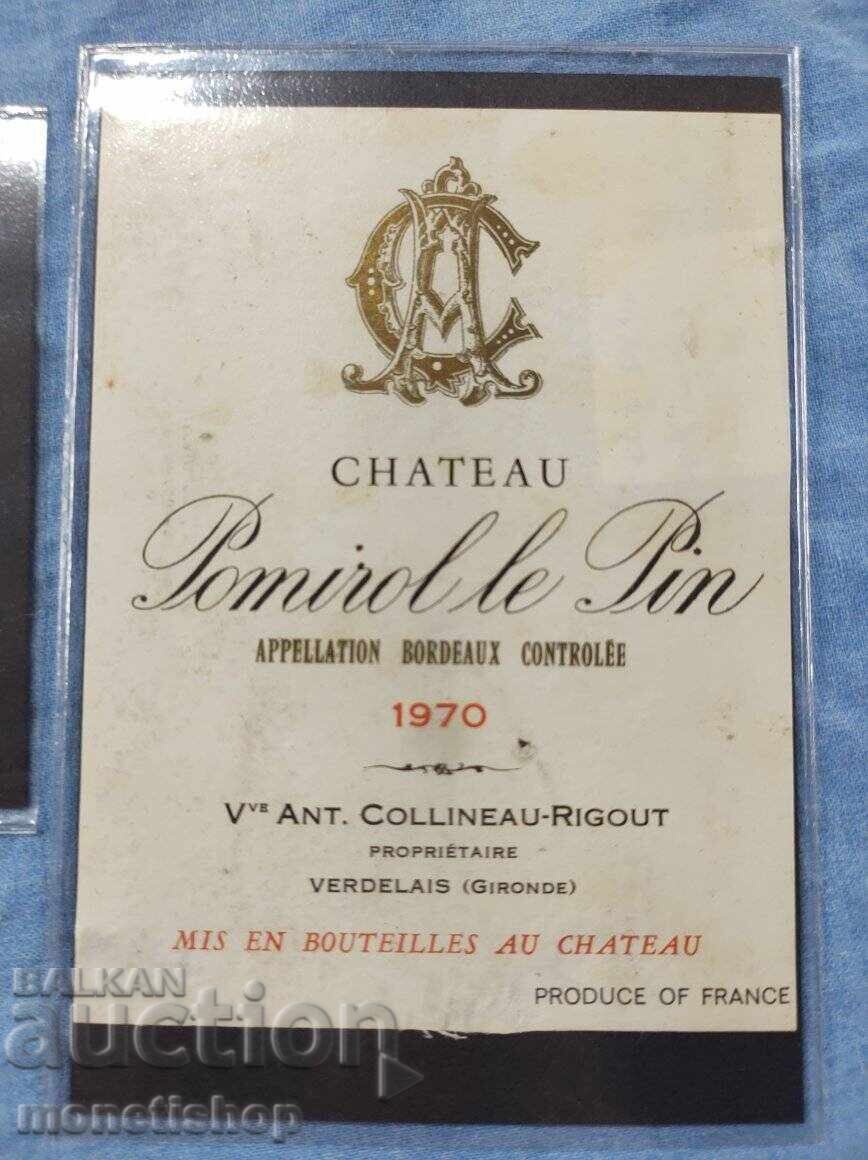 CHATEAU
Pomirol le Pin
APPELLATION BORDEAUX CONTROLÉE
1970
VVE ANT. COLLINEAU-RIGOUT
PROPRIÉTAIRE
VERDELAIS (GIRONDE)
MIS EN BOUTEILLES AU CHATEAU
PRODUCE OF FRANCE
BALKAN
auction
monetishop